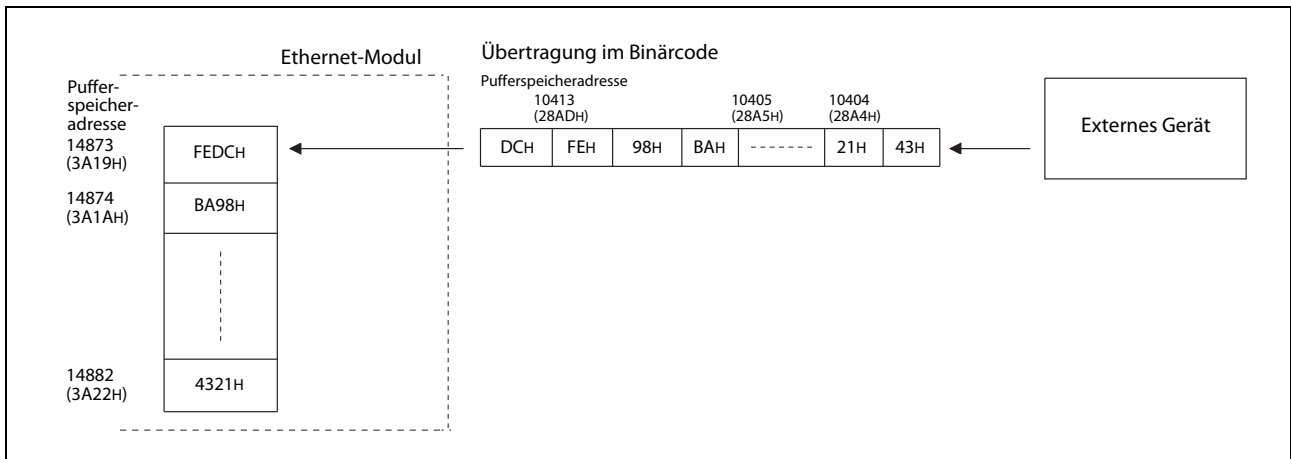 Ethernet-Modul
Übertragung im Binärcode
Puffer-
speicher-
adresse
14873
(3A19H)
FEDCH
14874
(3A1AH)
BA98H
14882
(3A22H)
4321H
Pufferspeicheradresse
10413
(28ADH)
10405
(28A5H)
10404
(28A4H)
DCH FEH 98H BAH ------- 21H 43H
Externes Gerät